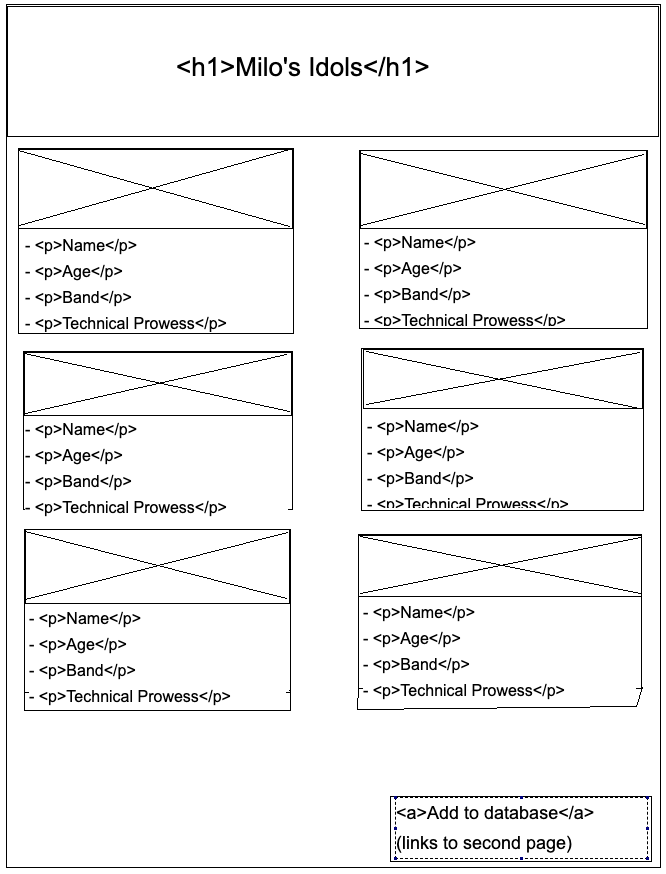 <h1>Milo's Idols</h1>
- <p>Name</p>
- <p>Age</p>
- <p>Band</p>
- <p>Technical Prowess</p>
- <p>Name</p>
- <p>Age</p>
- <p>Band</p>
- <p>Technical Prowess</p>
- <p>Name</p>
- <p>Age</p>
- <p>Band</p>
- <p>Technical Prowess</p>
- <p>Name</p>
- <p>Age</p>
- <p>Band</p>
- <p>Technical Prowess</p>
- <p>Name</p>
- <p>Age</p>
- <p>Band</p>
- <p>Technical Prowess</p>
- <p>Name</p>
- <p>Age</p>
- <p>Band</p>
- <p>Technical Prowess</p>
<a>Add to database</a>
(links to second page)